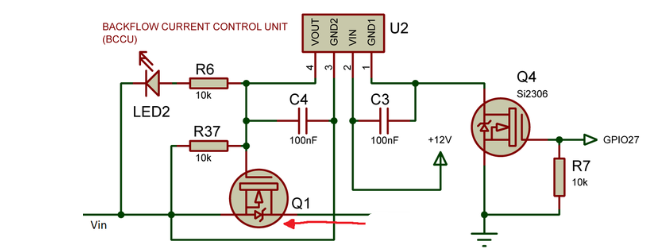 BACKFLOW CURRENT CONTROL UNIT
(BCCU)
U2
VOUT
GND2
VIN
GND1
4
3
2
1
R6
10k
LED2
C4
100nF
C3
100nF
Q4
Si2306
+12V
GPIO27
R37
10k
R7
10k
Q1
Vin